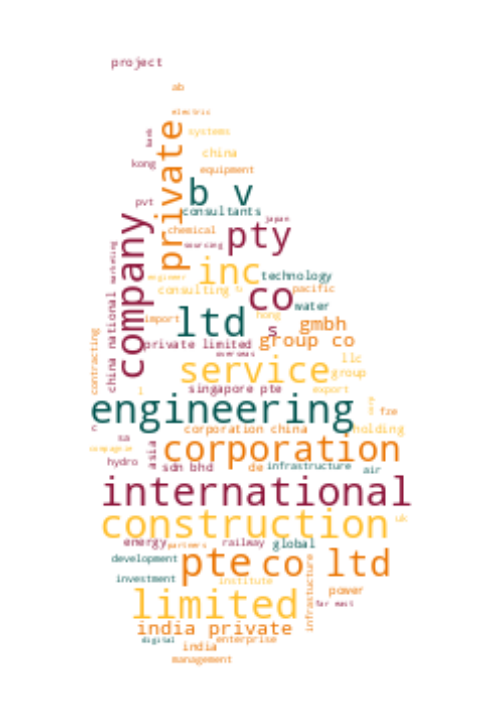 project
ab
electric
bank
systems
private
china
kong
equipment
b v
pvt
consultants
company
japan
chemical
pty
sourcing
marketing
inc
technology
engineer
consulting
co
pacific
water
china national
import
ltd
hong
s
gmbh
contracting
private limited
group co
overseas
llc
service
group
singapore pte
export
engineering
fze
c
corporation china
holding
sa
asia
corporation
compagnie
hydro
sdn bhd
de
infrastructure
air
international
construction
uk
energy
partners
railway
global
development
pte
co ltd
investment
institute
infrastructure
power
limited
far east
india private
digital
enterprise
india
management